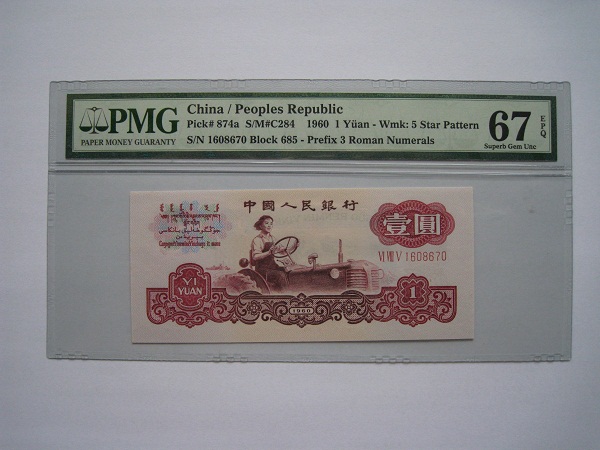 PMG
PAPER MONEY GUARANTY
China / Peoples Republic
Pick# 874a S/M#C284 1960 1 Yüan - Wmk: 5 Star Pattern
S/N 1608670 Block 685 - Prefix 3 Roman Numerals
67 EPQ
Superb Gem Unc
中國人民銀行
壹圓
VI VIII V 1608670
YI
YUAN
1960
1